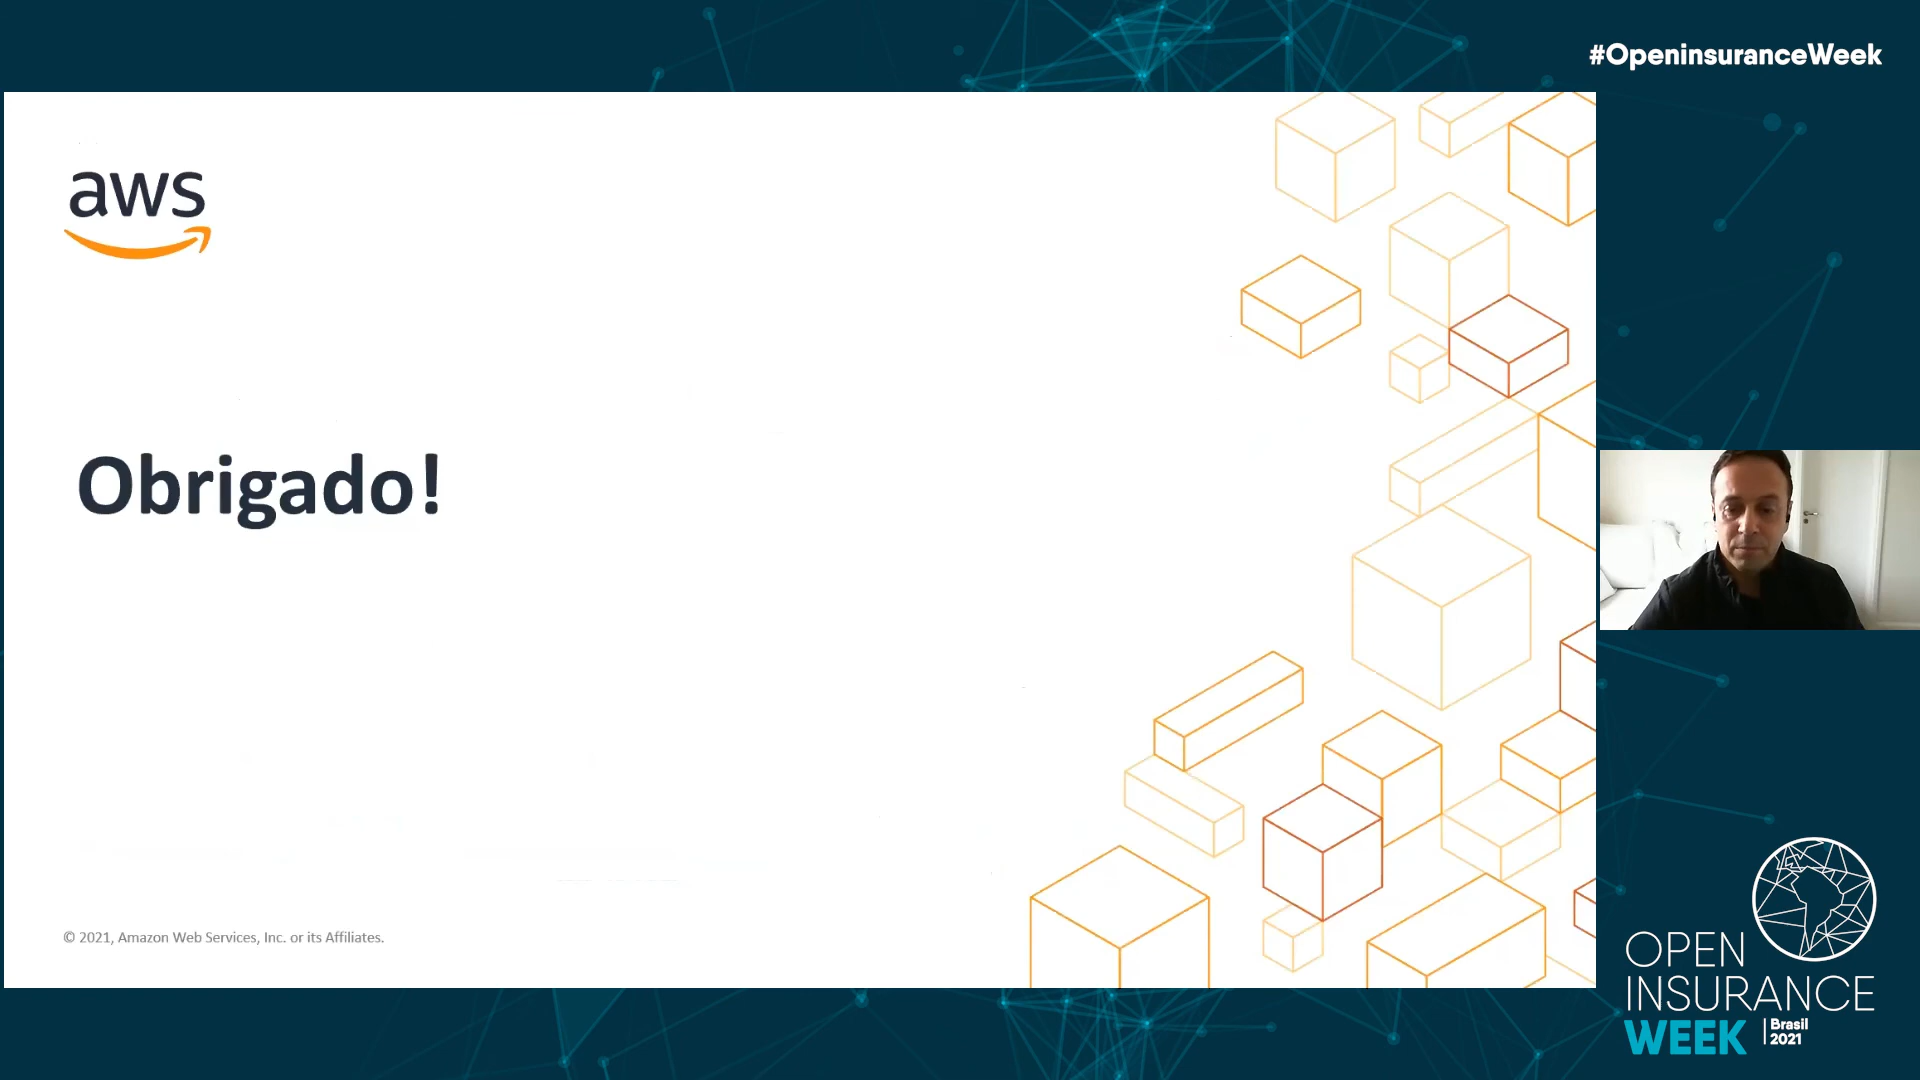 #OpeninsuranceWeek
aws
Obrigado!
© 2021, Amazon Web Services, Inc. or its Affiliates.
OPEN
INSURANCE
WEEK
Brasil
2021